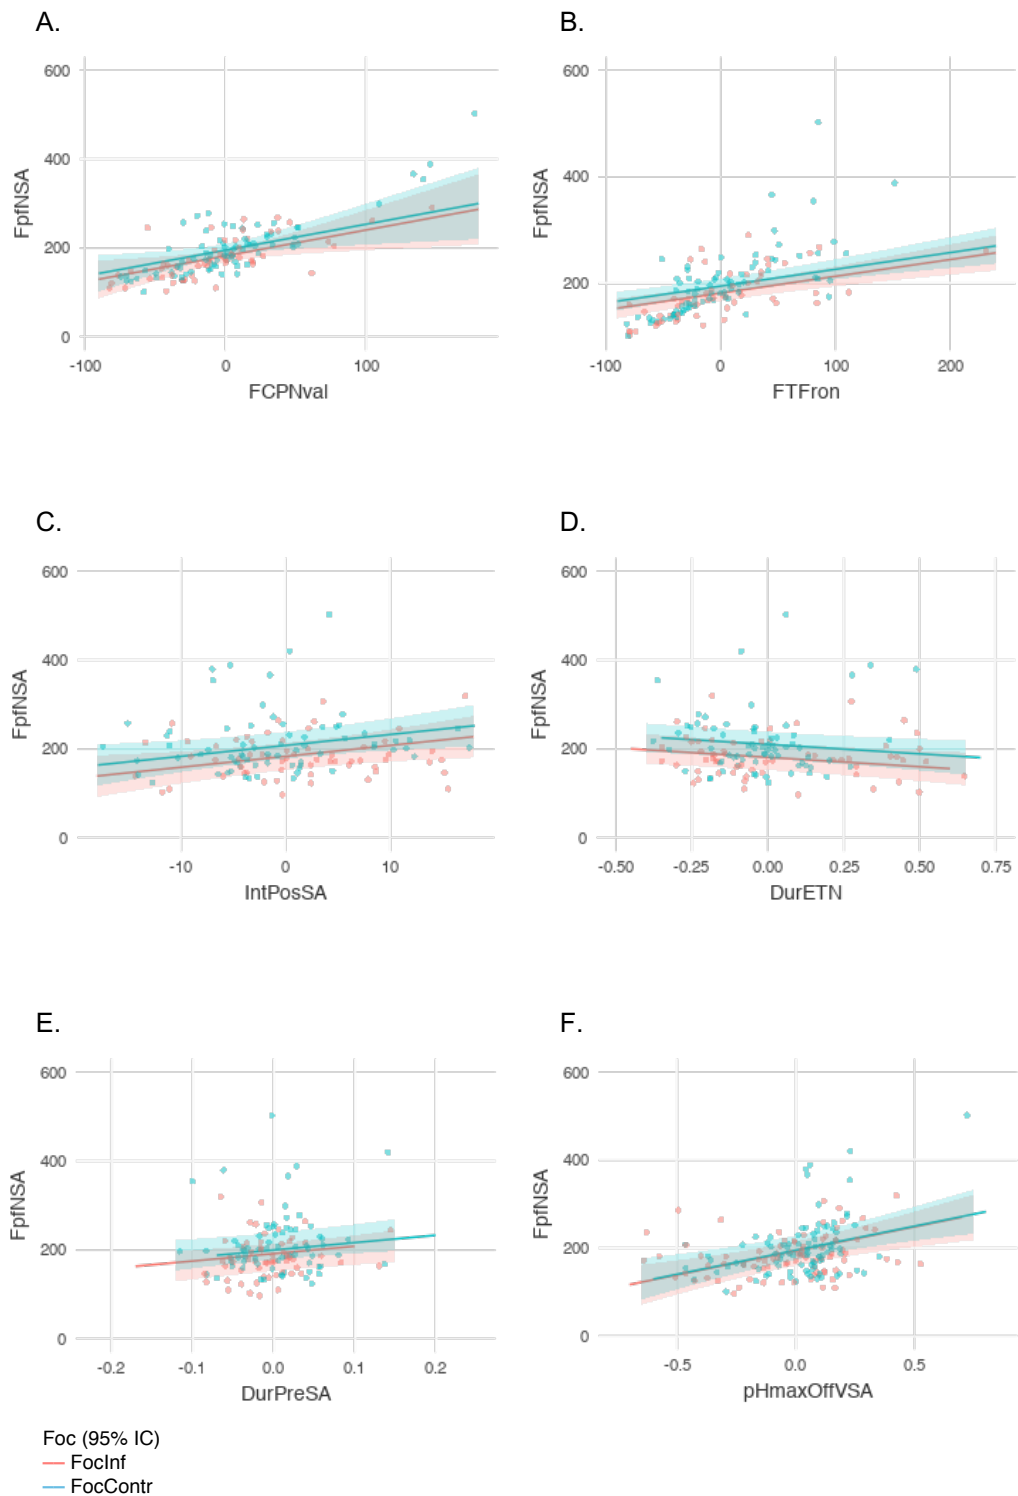 A.
B.
600
400
200
0
FpfNSA
-100
0
100
FCPNval
600
400
200
FpfNSA
-100
0
100
200
FTFron
C.
D.
600
400
200
0
FpfNSA
-10
0
10
IntPosSA
600
400
200
0
FpfNSA
-0.50
-0.25
0.00
0.25
0.50
0.75
DurETN
E.
F.
600
400
200
0
FpfNSA
-0.2
-0.1
0.0
0.1
0.2
DurPreSA
600
400
200
0
FpfNSA
-0.5
0.0
0.5
pHmaxOffVSA
Foc (95% IC)
FocInf
FocContr